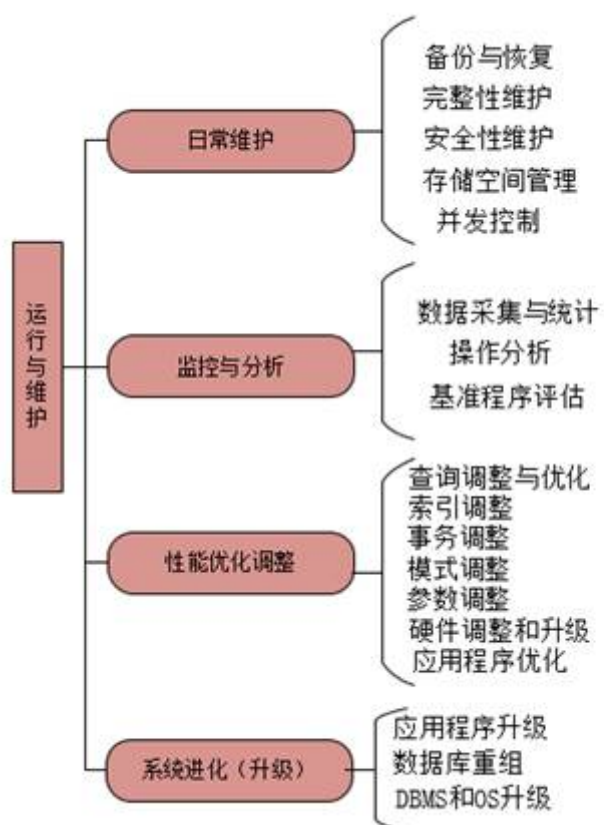 运行与维护
日常维护
备份与恢复
完整性维护
安全性维护
存储空间管理
并发控制
监控与分析
数据采集与统计
操作分析
基准程序评估
性能优化调整
查询调整与优化
索引调整
事务调整
模式调整
参数调整
硬件调整和升级
应用程序优化
系统进化（升级）
应用程序升级
数据库重组
DBMS和OS升级